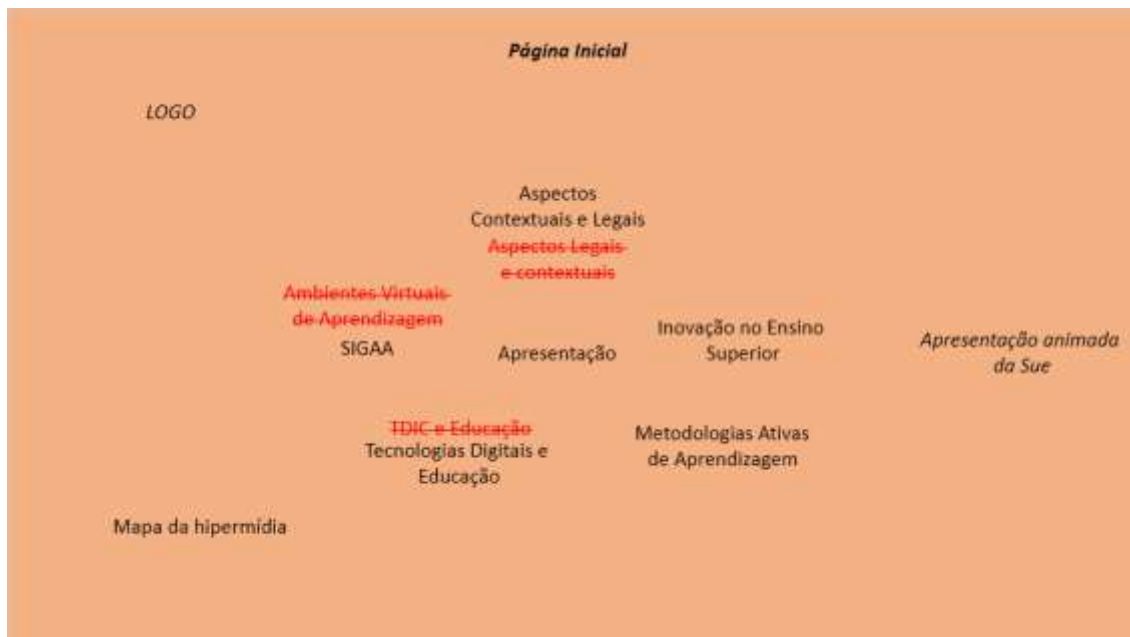 Página Inicial
LOGO
Aspectos
Contextuais e Legais
Aspectos Legais
e contextuais
Ambientes Virtuais
de Aprendizagem
SIGAA
Apresentação
Inovação no Ensino
Superior
Apresentação animada
da Sue
TDIC e Educação
Tecnologias Digitais e
Educação
Metodologias Ativas
de Aprendizagem
Mapa da hipermídia